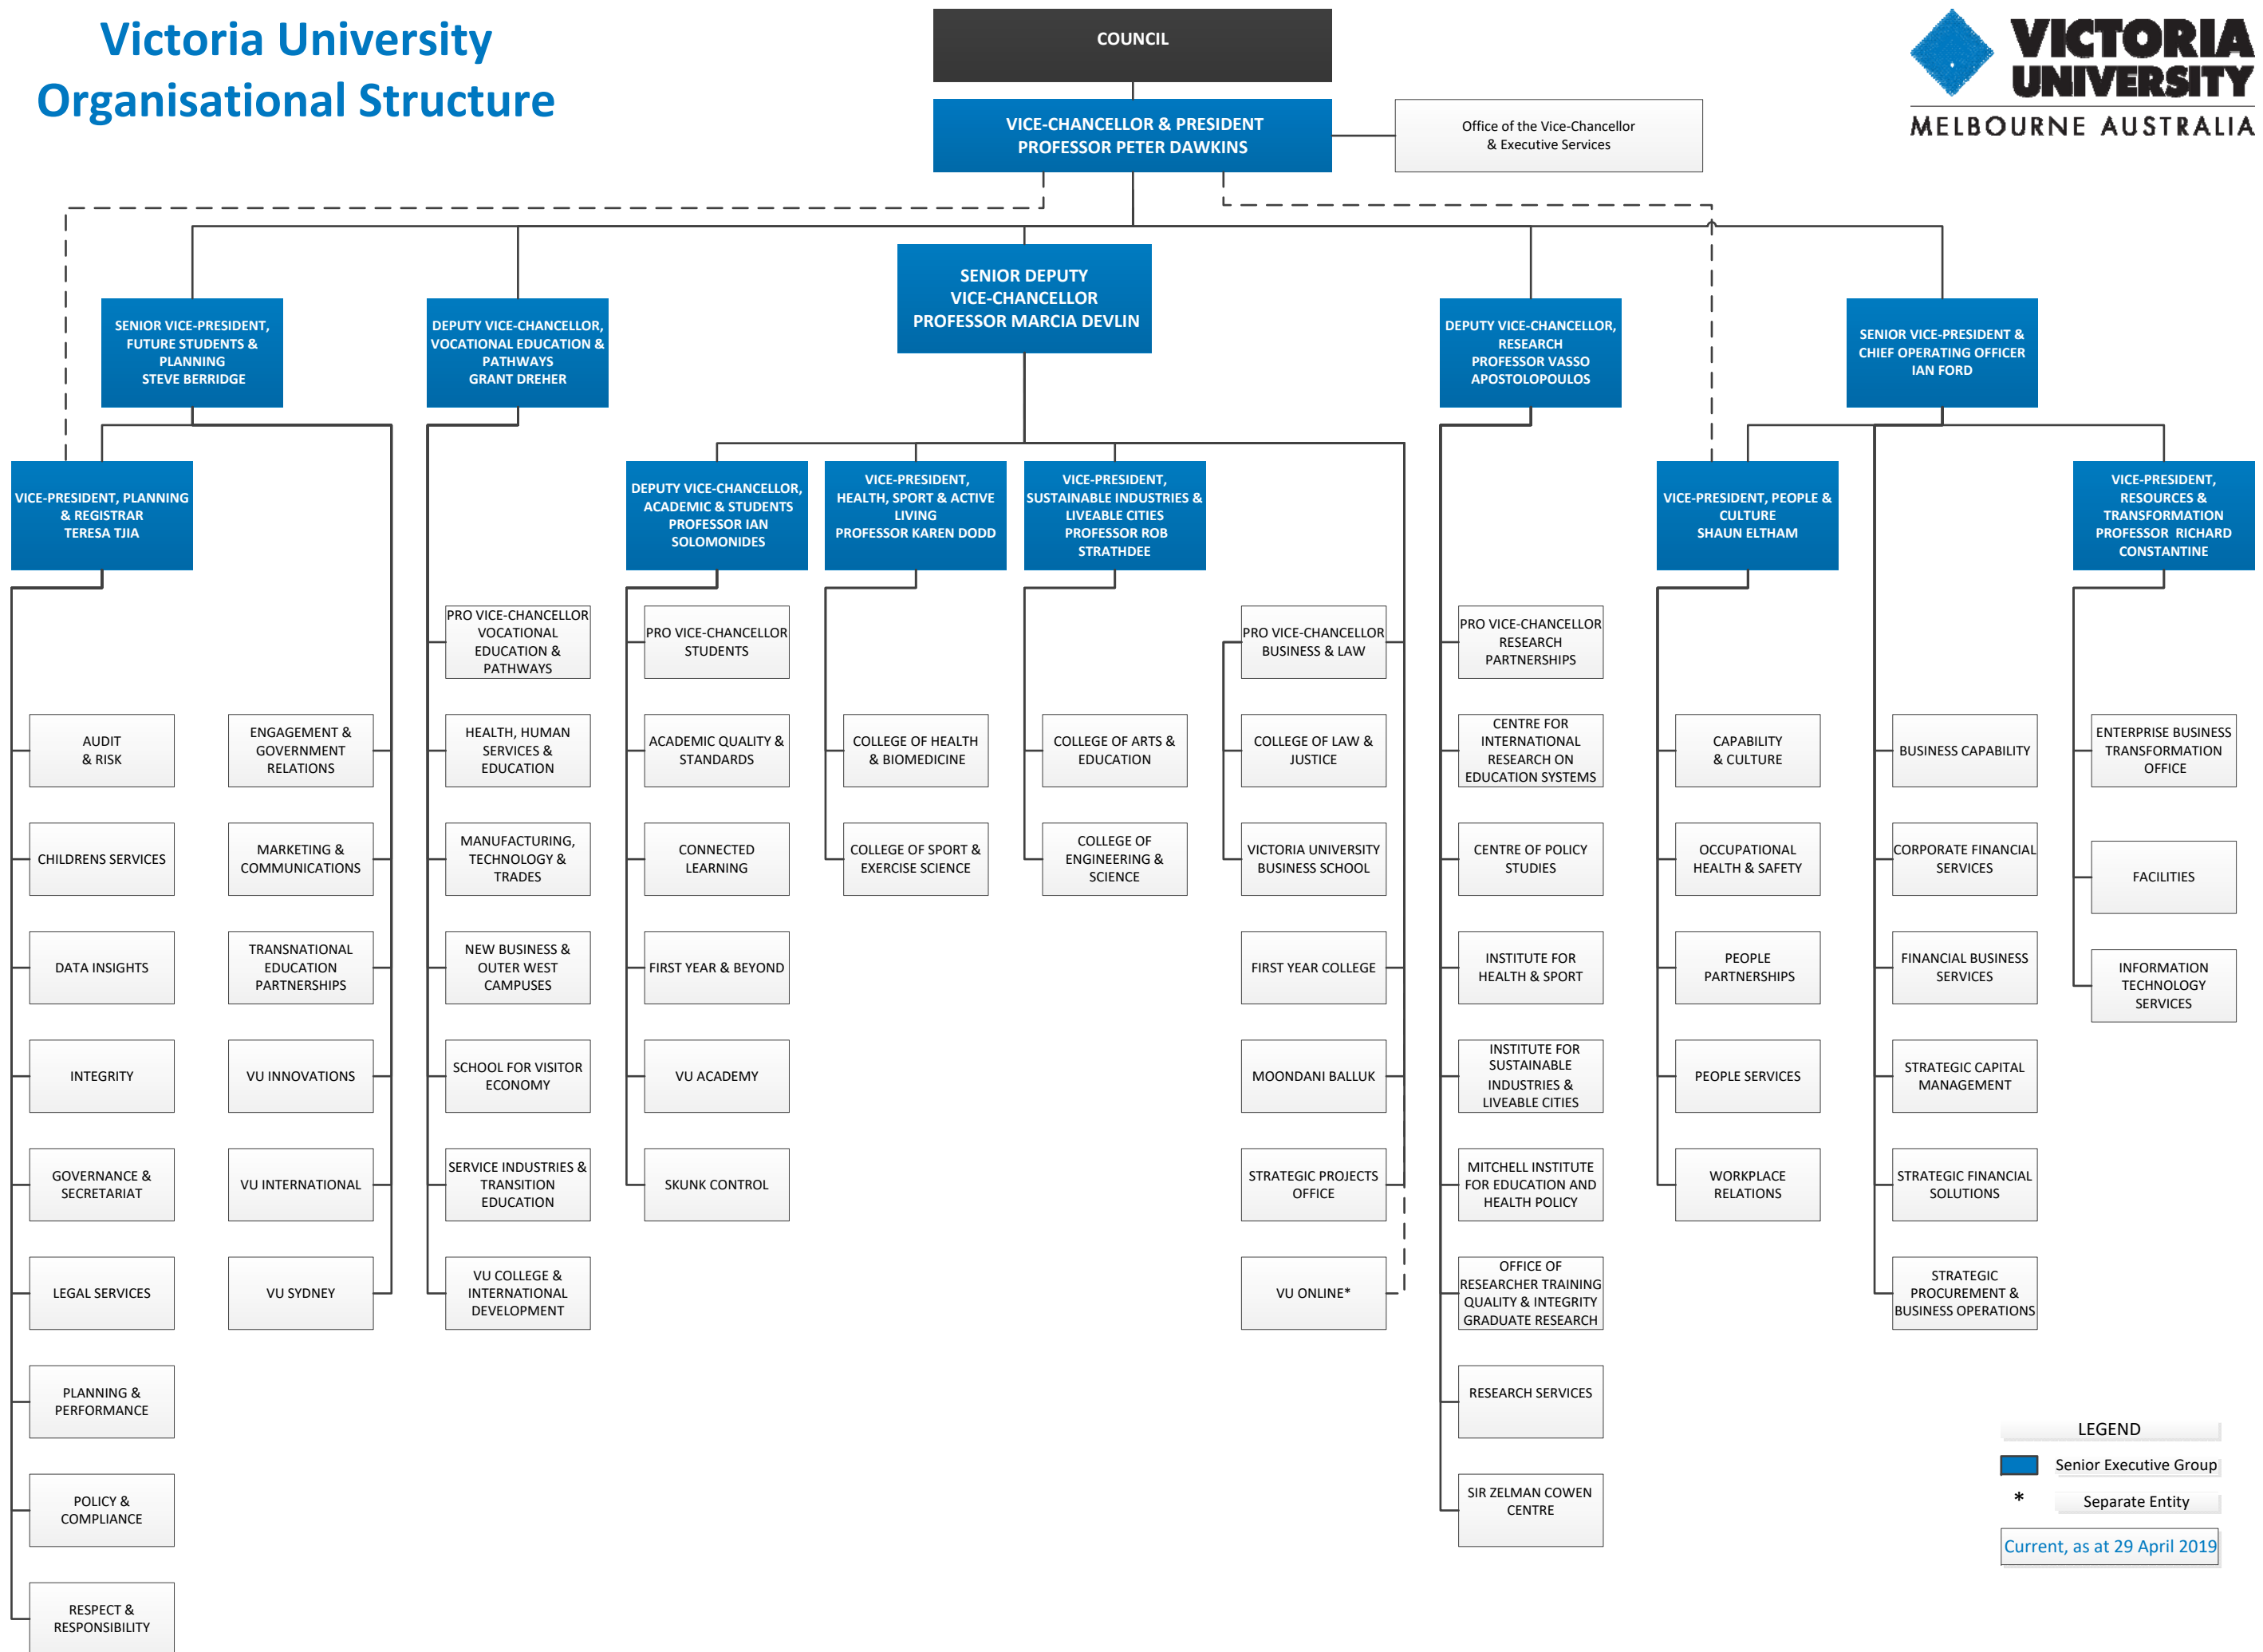 Victoria University
Organisational Structure
COUNCIL
VICE-CHANCELLOR & PRESIDENT
PROFESSOR PETER DAWKINS
Office of the Vice-Chancellor
& Executive Services
VICTORIA
UNIVERSITY
MELBOURNE AUSTRALIA
SENIOR VICE-PRESIDENT,
FUTURE STUDENTS &
PLANNING
STEVE BERRIDGE
DEPUTY VICE-CHANCELLOR,
VOCATIONAL EDUCATION &
PATHWAYS
GRANT DREHER
SENIOR DEPUTY
VICE-CHANCELLOR
PROFESSOR MARCIA DEVLIN
DEPUTY VICE-CHANCELLOR,
RESEARCH
PROFESSOR VASSO
APOSTOLOPOULOS
SENIOR VICE-PRESIDENT &
CHIEF OPERATING OFFICER
IAN FORD
VICE-PRESIDENT, PLANNING
& REGISTRAR
TERESA TJIA
DEPUTY VICE-CHANCELLOR,
ACADEMIC & STUDENTS
PROFESSOR IAN
SOLOMONIDES
VICE-PRESIDENT,
HEALTH, SPORT & ACTIVE
LIVING
PROFESSOR KAREN DODD
VICE-PRESIDENT,
SUSTAINABLE INDUSTRIES &
LIVEABLE CITIES
PROFESSOR ROB
STRATHDEE
VICE-PRESIDENT, PEOPLE &
CULTURE
SHAUN ELTHAM
VICE-PRESIDENT,
RESOURCES &
TRANSFORMATION
PROFESSOR RICHARD
CONSTANTINE
AUDIT
& RISK
CHILDRENS SERVICES
DATA INSIGHTS
INTEGRITY
GOVERNANCE &
SECRETARIAT
LEGAL SERVICES
PLANNING &
PERFORMANCE
POLICY &
COMPLIANCE
RESPECT &
RESPONSIBILITY
ENGAGEMENT &
GOVERNMENT
RELATIONS
MARKETING &
COMMUNICATIONS
TRANSNATIONAL
EDUCATION
PARTNERSHIPS
VU INNOVATIONS
VU INTERNATIONAL
VU SYDNEY
PRO VICE-CHANCELLOR
VOCATIONAL
EDUCATION &
PATHWAYS
HEALTH, HUMAN
SERVICES &
EDUCATION
MANUFACTURING,
TECHNOLOGY &
TRADES
NEW BUSINESS &
OUTER WEST
CAMPUSES
SCHOOL FOR VISITOR
ECONOMY
SERVICE INDUSTRIES &
TRANSITION
EDUCATION
VU COLLEGE &
INTERNATIONAL
DEVELOPMENT
PRO VICE-CHANCELLOR
STUDENTS
ACADEMIC QUALITY &
STANDARDS
CONNECTED
LEARNING
FIRST YEAR & BEYOND
VU ACADEMY
SKUNK CONTROL
COLLEGE OF HEALTH
& BIOMEDICINE
COLLEGE OF SPORT &
EXERCISE SCIENCE
COLLEGE OF ARTS &
EDUCATION
COLLEGE OF
ENGINEERING &
SCIENCE
PRO VICE-CHANCELLOR
BUSINESS & LAW
COLLEGE OF LAW &
JUSTICE
VICTORIA UNIVERSITY
BUSINESS SCHOOL
FIRST YEAR COLLEGE
MOONDANI BALLUK
STRATEGIC PROJECTS
OFFICE
VU ONLINE*
PRO VICE-CHANCELLOR
RESEARCH
PARTNERSHIPS
CENTRE FOR
INTERNATIONAL
RESEARCH ON
EDUCATION SYSTEMS
CENTRE OF POLICY
STUDIES
INSTITUTE FOR
HEALTH & SPORT
INSTITUTE FOR
SUSTAINABLE
INDUSTRIES &
LIVEABLE CITIES
MITCHELL INSTITUTE
FOR EDUCATION AND
HEALTH POLICY
OFFICE OF
RESEARCHER TRAINING
QUALITY & INTEGRITY
GRADUATE RESEARCH
RESEARCH SERVICES
SIR ZELMAN COWEN
CENTRE
CAPABILITY
& CULTURE
OCCUPATIONAL
HEALTH & SAFETY
PEOPLE
PARTNERSHIPS
PEOPLE SERVICES
WORKPLACE
RELATIONS
BUSINESS CAPABILITY
CORPORATE FINANCIAL
SERVICES
FINANCIAL BUSINESS
SERVICES
STRATEGIC CAPITAL
MANAGEMENT
STRATEGIC FINANCIAL
SOLUTIONS
STRATEGIC
PROCUREMENT &
BUSINESS OPERATIONS
ENTERPRISE BUSINESS
TRANSFORMATION
OFFICE
FACILITIES
INFORMATION
TECHNOLOGY
SERVICES
LEGEND
Senior Executive Group
* Separate Entity
Current, as at 29 April 2019